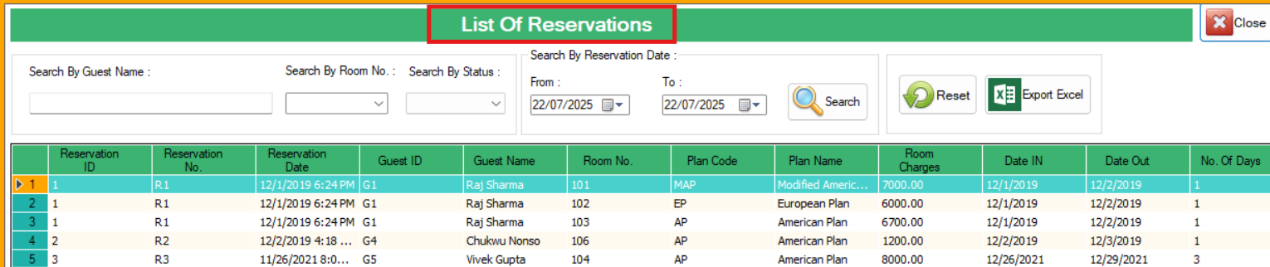 List Of Reservations
Close
Search By Guest Name :
Search By Room No. :
Search By Status :
Search By Reservation Date :
From :
To :
22/07/2025
22/07/2025
Search
Reset
Export Excel
Reservation ID Reservation No. Reservation Date Guest ID Guest Name Room No. Plan Code Plan Name Room Charges Date IN Date Out No. Of Days
1 1 R1 12/1/2019 6:24 PM G1 Raj Sharma 101 MAP Modified Americ... 7000.00 12/1/2019 12/2/2019 1
2 1 R1 12/1/2019 6:24 PM G1 Raj Sharma 102 EP European Plan 6000.00 12/1/2019 12/2/2019 1
3 1 R1 12/1/2019 6:24 PM G1 Raj Sharma 103 AP American Plan 6700.00 12/1/2019 12/2/2019 1
4 2 R2 12/2/2019 4:18 ... G4 Chukwu Nonso 106 AP American Plan 1200.00 12/2/2019 12/3/2019 1
5 3 R3 11/26/2021 8:0... G5 Vivek Gupta 104 AP American Plan 8000.00 12/26/2021 12/29/2021 3